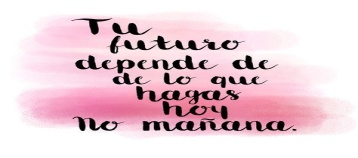 Tu
futuro
depende de
de lo que
hagas
hoy
No mañana.